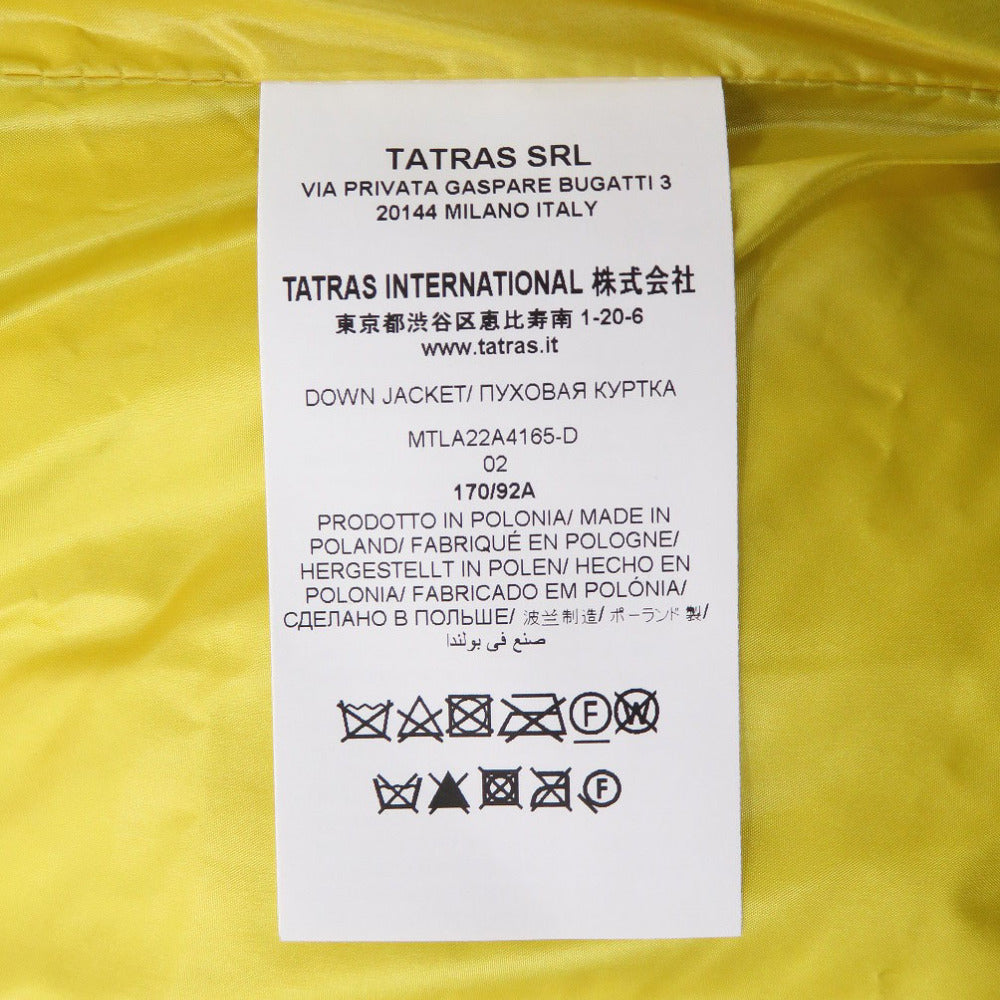 TATRAS SRL
VIA PRIVATA GASPARE BUGATTI 3
20144 MILANO ITALY
TATRAS INTERNATIONAL 株式会社
東京都渋谷区恵比寿南 1-20-6
www.tatras.it
DOWN JACKET/ ПУХОВАЯ КУРТКА
MTLA22A4165-D
02
170/92A
PRODOTTO IN POLONIA/ MADE IN
POLAND/ FABRIQUÉ EN POLOGNE/
HERGESTELLT IN POLEN/ HECHO EN
POLONIA/ FABRICADO EM POLÓNIA/
СДЕЛАНО В ПОЛЬШЕ/ 波兰制造/ ポーランド 製/
صنع في بولندا
F W
F